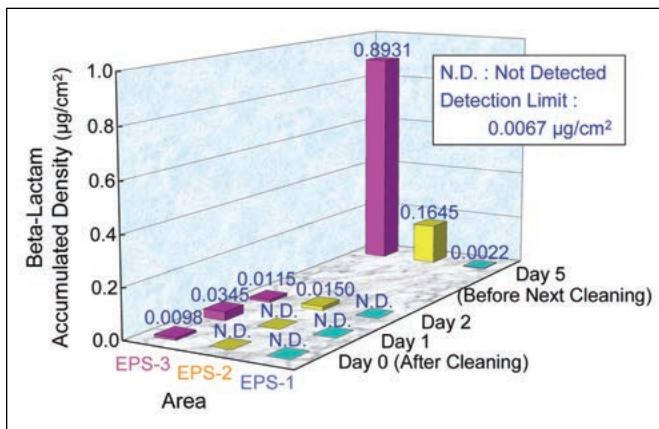 Beta-Lactam
Accumulated Density (µg/cm²)
1.0
0.8
0.6
0.4
0.2
0.0
0.8931
0.1645
0.0022
0.0115
0.0150
N.D.
0.0345
N.D.
N.D.
0.0098
N.D.
N.D.
N.D. : Not Detected
Detection Limit :
0.0067 µg/cm²
Day 5
(Before Next Cleaning)
Day 2
Day 1
Day 0 (After Cleaning)
EPS-3
EPS-2
EPS-1
Area